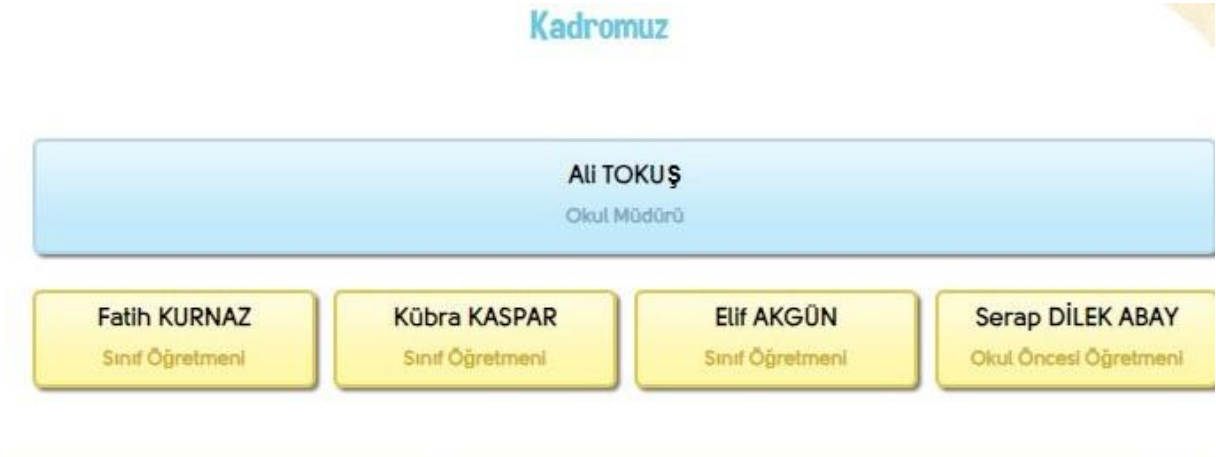 Kadromuz
Ali TOKUŞ
Okul Müdürü
Fatih KURNAZ
Sınıf Öğretmeni
Kübra KASPAR
Sınıf Öğretmeni
Elif AKGÜN
Sınıf Öğretmeni
Serap DİLEK ABAY
Okul Öncesi Öğretmeni